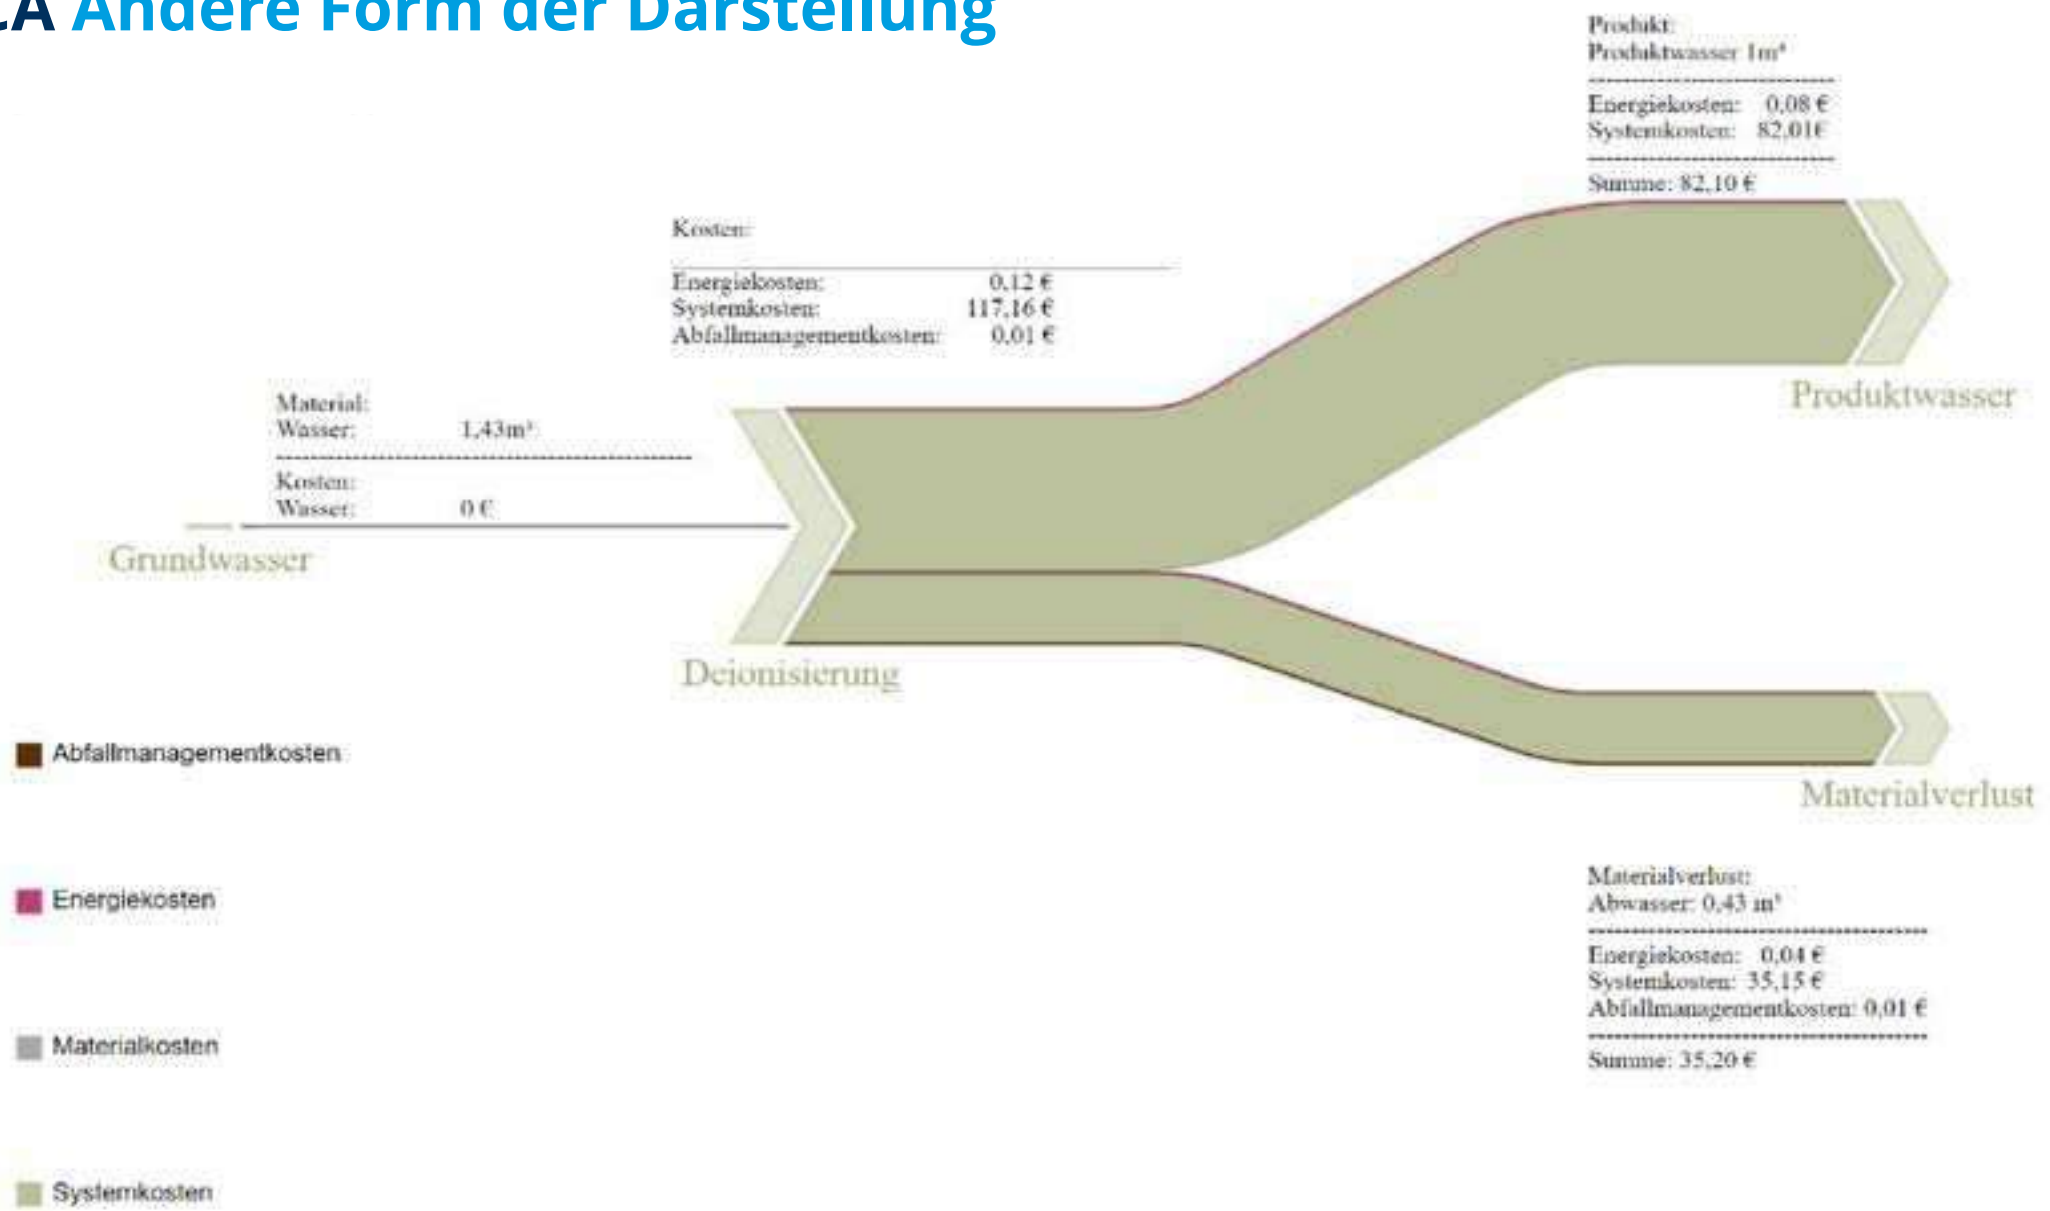 CA Andere Form der Darstellung
Produkt:
Produktwasser 1m³
Energiekosten: 0,08 €
Systemkosten: 82,01€
Summe: 82,10 €
Kosten:
Energiekosten: 0,12 €
Systemkosten: 117,16 €
Abfallmanagementkosten: 0,01 €
Material:
Wasser: 1,43m³
Kosten:
Wasser: 0 €
Grundwasser
Deionisierung
Produktwasser
Materialverlust
Materialverlust:
Abwasser: 0,43 m³
Energiekosten: 0,04 €
Systemkosten: 35,15 €
Abfallmanagementkosten: 0,01 €
Summe: 35,20 €
Abfallmanagementkosten
Energiekosten
Materialkosten
Systemkosten